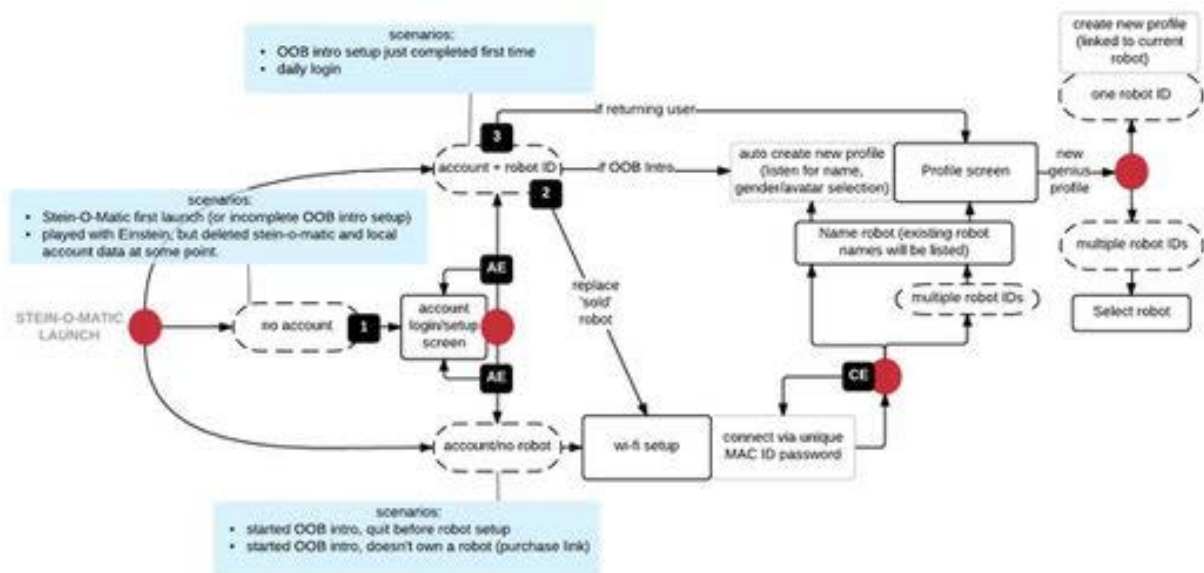 scenarios:
• OOB intro setup just completed first time
• daily login
create new profile
(linked to current
robot)
one robot ID
if returning user
3
account + robot ID
2
if OOB Intro
auto create new profile
(listen for name,
gender/avatar selection)
Profile screen
new
genius
profile
scenarios:
• Stein-O-Matic first launch (or incomplete OOB intro setup)
• played with Einstein, but deleted stein-o-matic and local
account data at some point.
Name robot (existing robot
names will be listed)
multiple robot IDs
Select robot
AE
replace
'sold'
robot
multiple robot IDs
STEIN-O-MATIC
LAUNCH
no account
1
account
login/setup
screen
AE
CE
account/no robot
wi-fi setup
connect via unique
MAC ID password
scenarios:
• started OOB intro, quit before robot setup
• started OOB intro, doesn't own a robot (purchase link)